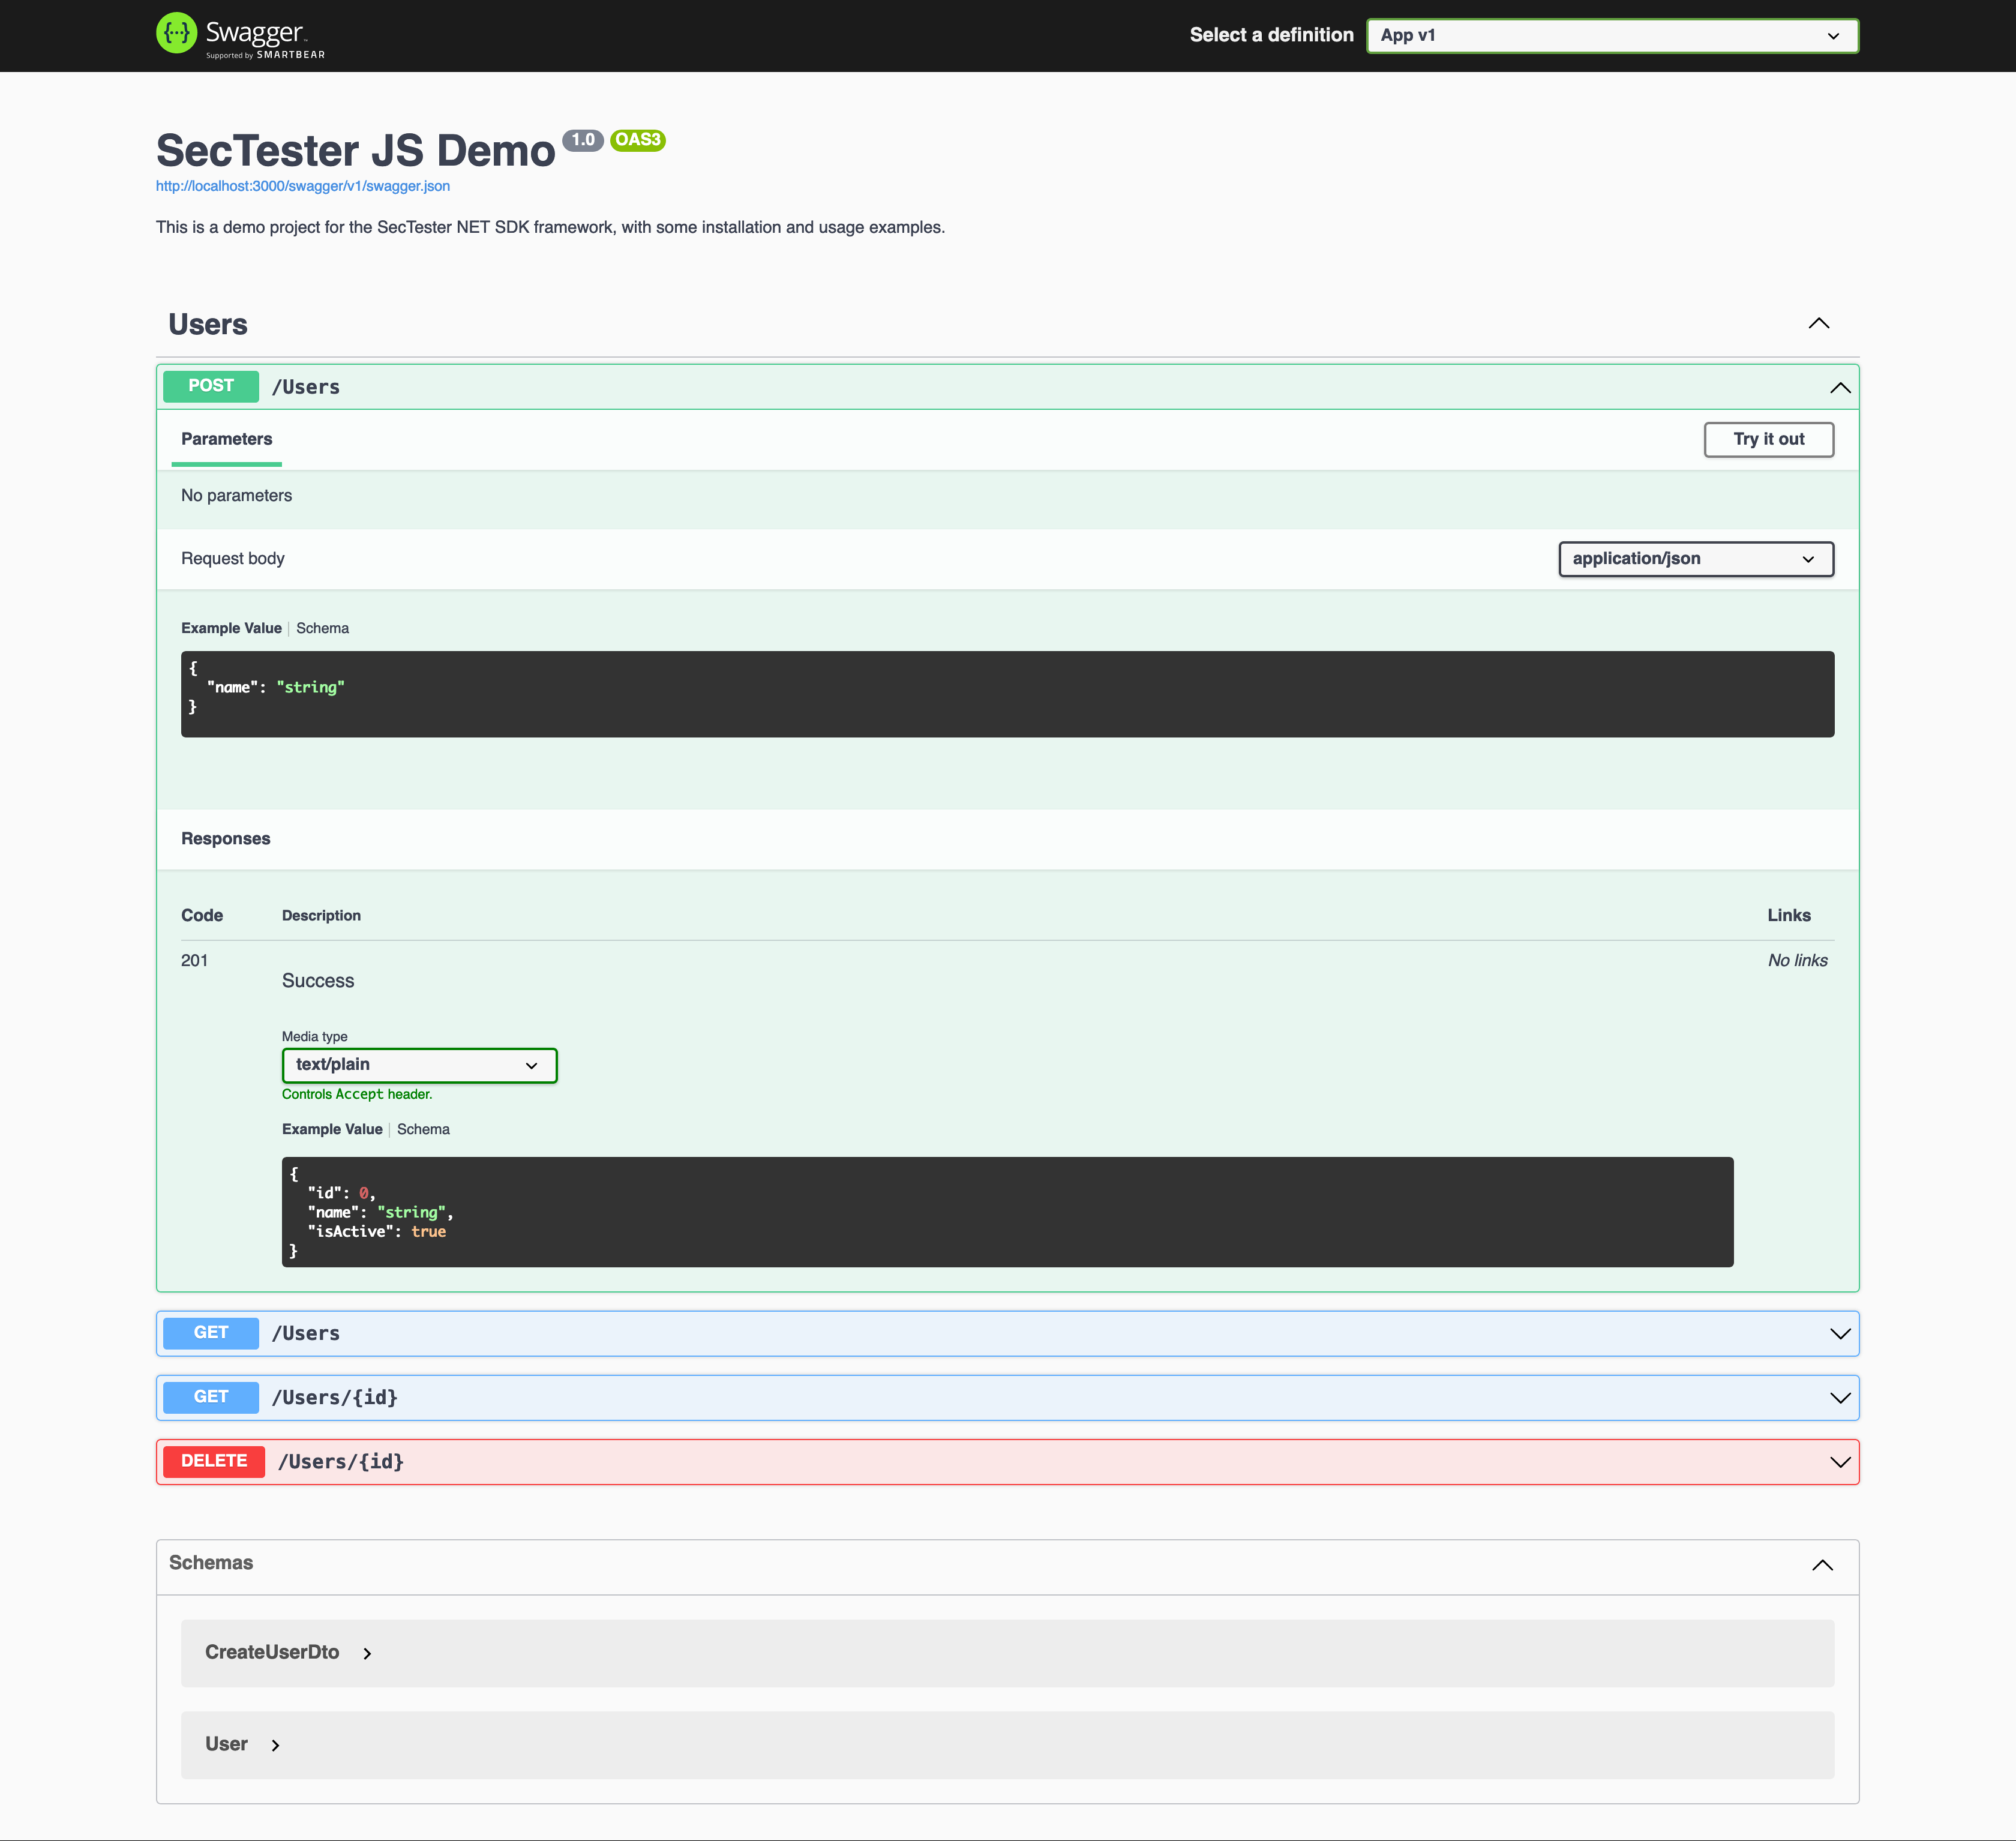 Swagger™
Supported by SMARTBEAR
Select a definition App v1
SecTester JS Demo 1.0 OAS3
http://localhost:3000/swagger/v1/swagger.json
This is a demo project for the SecTester NET SDK framework, with some installation and usage examples.
Users
POST /Users
Parameters Try it out
No parameters
Request body application/json
Example Value | Schema
{
  "name": "string"
}
Responses
Code Description Links
201 No links
Success
Media type
text/plain
Controls Accept header.
Example Value | Schema
{
  "id": 0,
  "name": "string",
  "isActive": true
}
GET /Users
GET /Users/{id}
DELETE /Users/{id}
Schemas
CreateUserDto
User